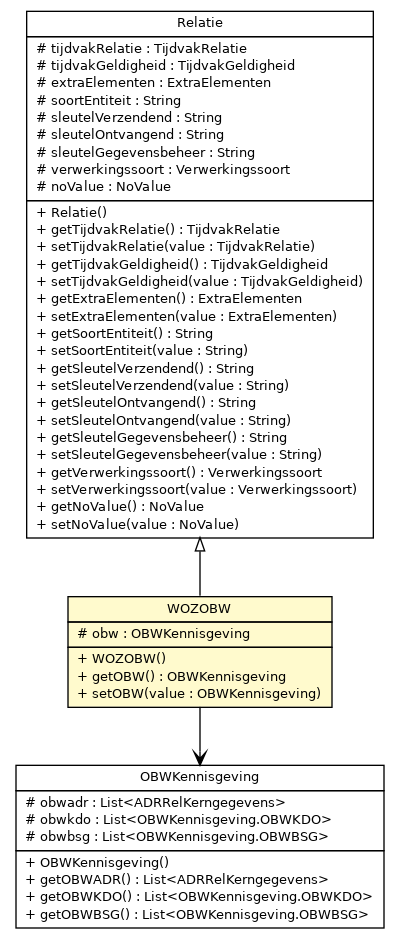 Relatie
# tijdvakRelatie : TijdvakRelatie
# tijdvakGeldigheid : TijdvakGeldigheid
# extraElementen : ExtraElementen
# soortEntiteit : String
# sleutelVerzendend : String
# sleutelOntvangend : String
# sleutelGegevensbeheer : String
# verwerkingssoort : Verwerkingssoort
# noValue : NoValue
+ Relatie()
+ getTijdvakRelatie() : TijdvakRelatie
+ setTijdvakRelatie(value : TijdvakRelatie)
+ getTijdvakGeldigheid() : TijdvakGeldigheid
+ setTijdvakGeldigheid(value : TijdvakGeldigheid)
+ getExtraElementen() : ExtraElementen
+ setExtraElementen(value : ExtraElementen)
+ getSoortEntiteit() : String
+ setSoortEntiteit(value : String)
+ getSleutelVerzendend() : String
+ setSleutelVerzendend(value : String)
+ getSleutelOntvangend() : String
+ setSleutelOntvangend(value : String)
+ getSleutelGegevensbeheer() : String
+ setSleutelGegevensbeheer(value : String)
+ getVerwerkingssoort() : Verwerkingssoort
+ setVerwerkingssoort(value : Verwerkingssoort)
+ getNoValue() : NoValue
+ setNoValue(value : NoValue)
WOZOBW
# obw : OBWKennisgeving
+ WOZOBW()
+ getOBW() : OBWKennisgeving
+ setOBW(value : OBWKennisgeving)
OBWKennisgeving
# obwadr : List<ADRRelKerngegevens>
# obwkdo : List<OBWKennisgeving.OBWKDO>
# obwbsg : List<OBWKennisgeving.OBWBSG>
+ OBWKennisgeving()
+ getOBWADR() : List<ADRRelKerngegevens>
+ getOBWKDO() : List<OBWKennisgeving.OBWKDO>
+ getOBWBSG() : List<OBWKennisgeving.OBWBSG>